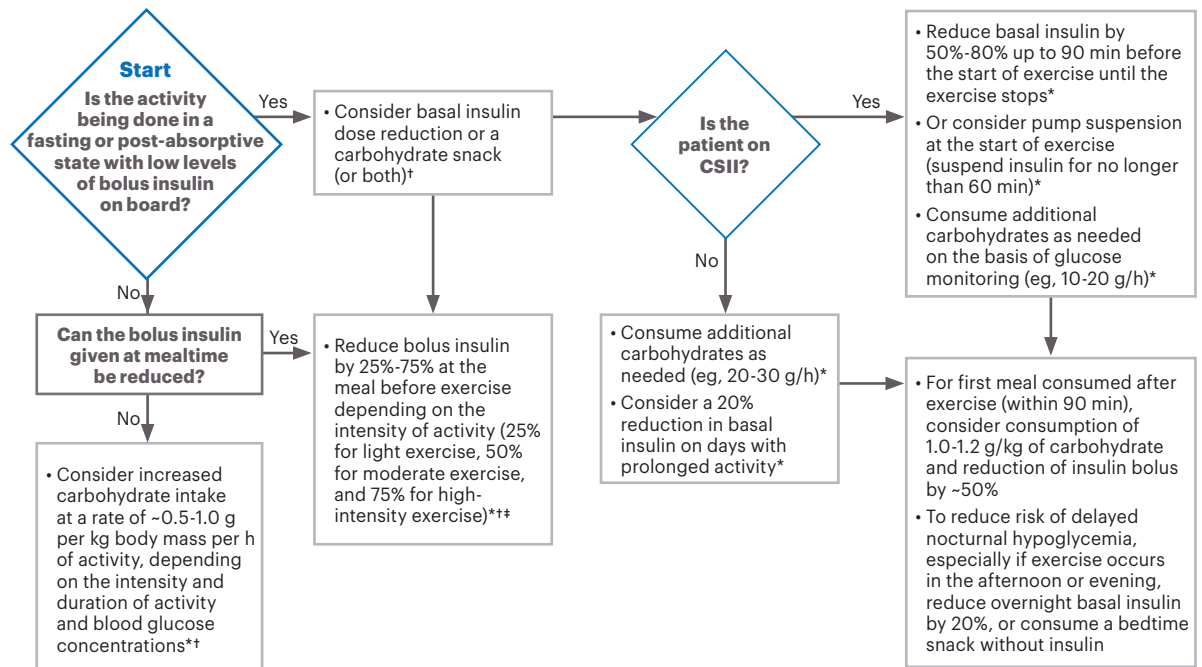 Start
Is the activity
being done in a
fasting or post-absorptive
state with low levels
of bolus insulin
on board?
Yes
• Consider basal insulin
dose reduction or a
carbohydrate snack
(or both)†
Is the
patient on
CSII?
Yes
• Reduce basal insulin by
50%-80% up to 90 min before
the start of exercise until the
exercise stops*
• Or consider pump suspension
at the start of exercise
(suspend insulin for no longer
than 60 min)*
• Consume additional
carbohydrates as needed
on the basis of glucose
monitoring (eg, 10-20 g/h)*
No
Can the bolus insulin
given at mealtime
be reduced?
Yes
• Reduce bolus insulin
by 25%-75% at the
meal before exercise
depending on the
intensity of activity (25%
for light exercise, 50%
for moderate exercise,
and 75% for high-
intensity exercise)*†‡
No
• Consume additional
carbohydrates as
needed (eg, 20-30 g/h)*
• Consider a 20%
reduction in basal
insulin on days with
prolonged activity*
• For first meal consumed after
exercise (within 90 min),
consider consumption of
1.0-1.2 g/kg of carbohydrate
and reduction of insulin bolus
by ~50%
• To reduce risk of delayed
nocturnal hypoglycemia,
especially if exercise occurs
in the afternoon or evening,
reduce overnight basal insulin
by 20%, or consume a bedtime
snack without insulin
No
• Consider increased
carbohydrate intake
at a rate of ~0.5-1.0 g
per kg body mass per h
of activity, depending
on the intensity and
duration of activity
and blood glucose
concentrations*†